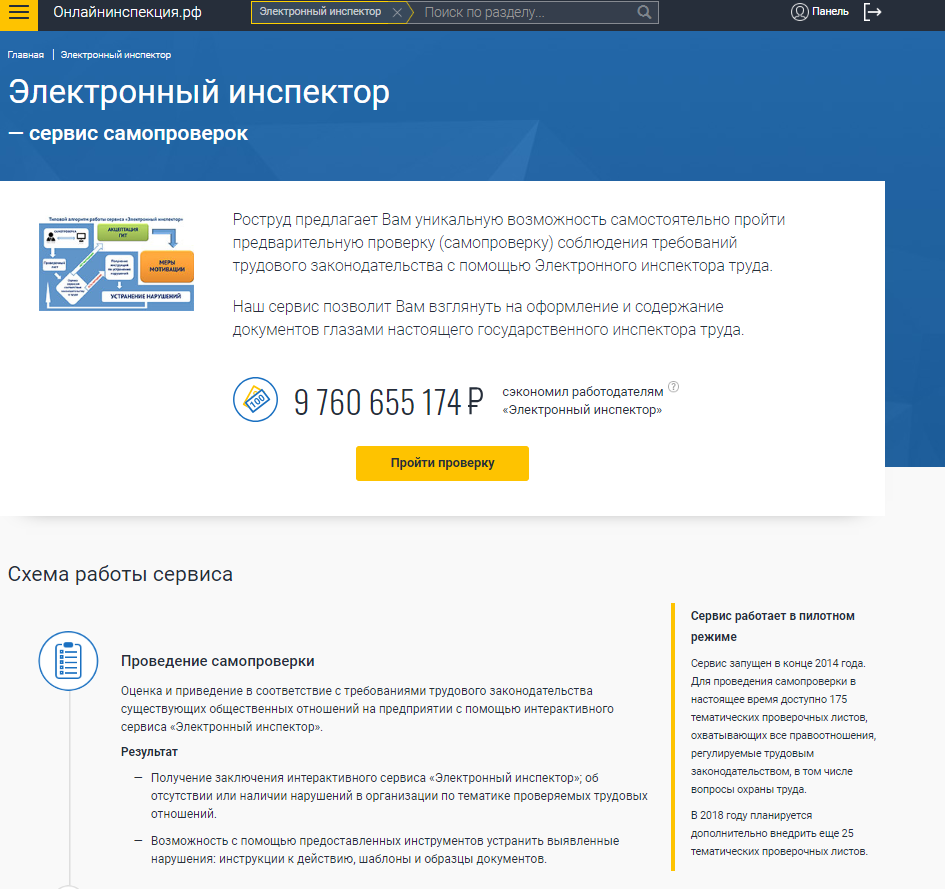 Онлайнинспекция.рф
Электронный инспектор
Поиск по разделу...
Панель
Главная | Электронный инспектор
Электронный инспектор
— сервис самопроверок
Типовой алгоритм работы сервиса «Электронный инспектор»
САМОПРОВЕРКА
АКЦЕПТАЦИЯ
ГИТ
МЕРЫ
МОТИВАЦИИ
УСТРАНЕНИЕ НАРУШЕНИЙ
Роструд предлагает Вам уникальную возможность самостоятельно пройти
предварительную проверку (самопроверку) соблюдения требований
трудового законодательства с помощью Электронного инспектора труда.
Наш сервис позволит Вам взглянуть на оформление и содержание
документов глазами настоящего государственного инспектора труда.
100
9 760 655 174 ₽
сэкономил работодателям ?
«Электронный инспектор»
Пройти проверку
Схема работы сервиса
Проведение самопроверки
Оценка и приведение в соответствие с требованиями трудового законодательства
существующих общественных отношений на предприятии с помощью интерактивного
сервиса «Электронный инспектор».
Результат
— Получение заключения интерактивного сервиса «Электронный инспектор»; об
отсутствии или наличии нарушений в организации по тематике проверяемых трудовых
отношений.
— Возможность с помощью предоставленных инструментов устранить выявленные
нарушения: инструкции к действию, шаблоны и образцы документов.
Сервис работает в пилотном
режиме
Сервис запущен в конце 2014 года.
Для проведения самопроверки в
настоящее время доступно 175
тематических проверочных листов,
охватывающих все правоотношения,
регулируемые трудовым
законодательством, в том числе
вопросы охраны труда.
В 2018 году планируется
дополнительно внедрить еще 25
тематических проверочных листов.